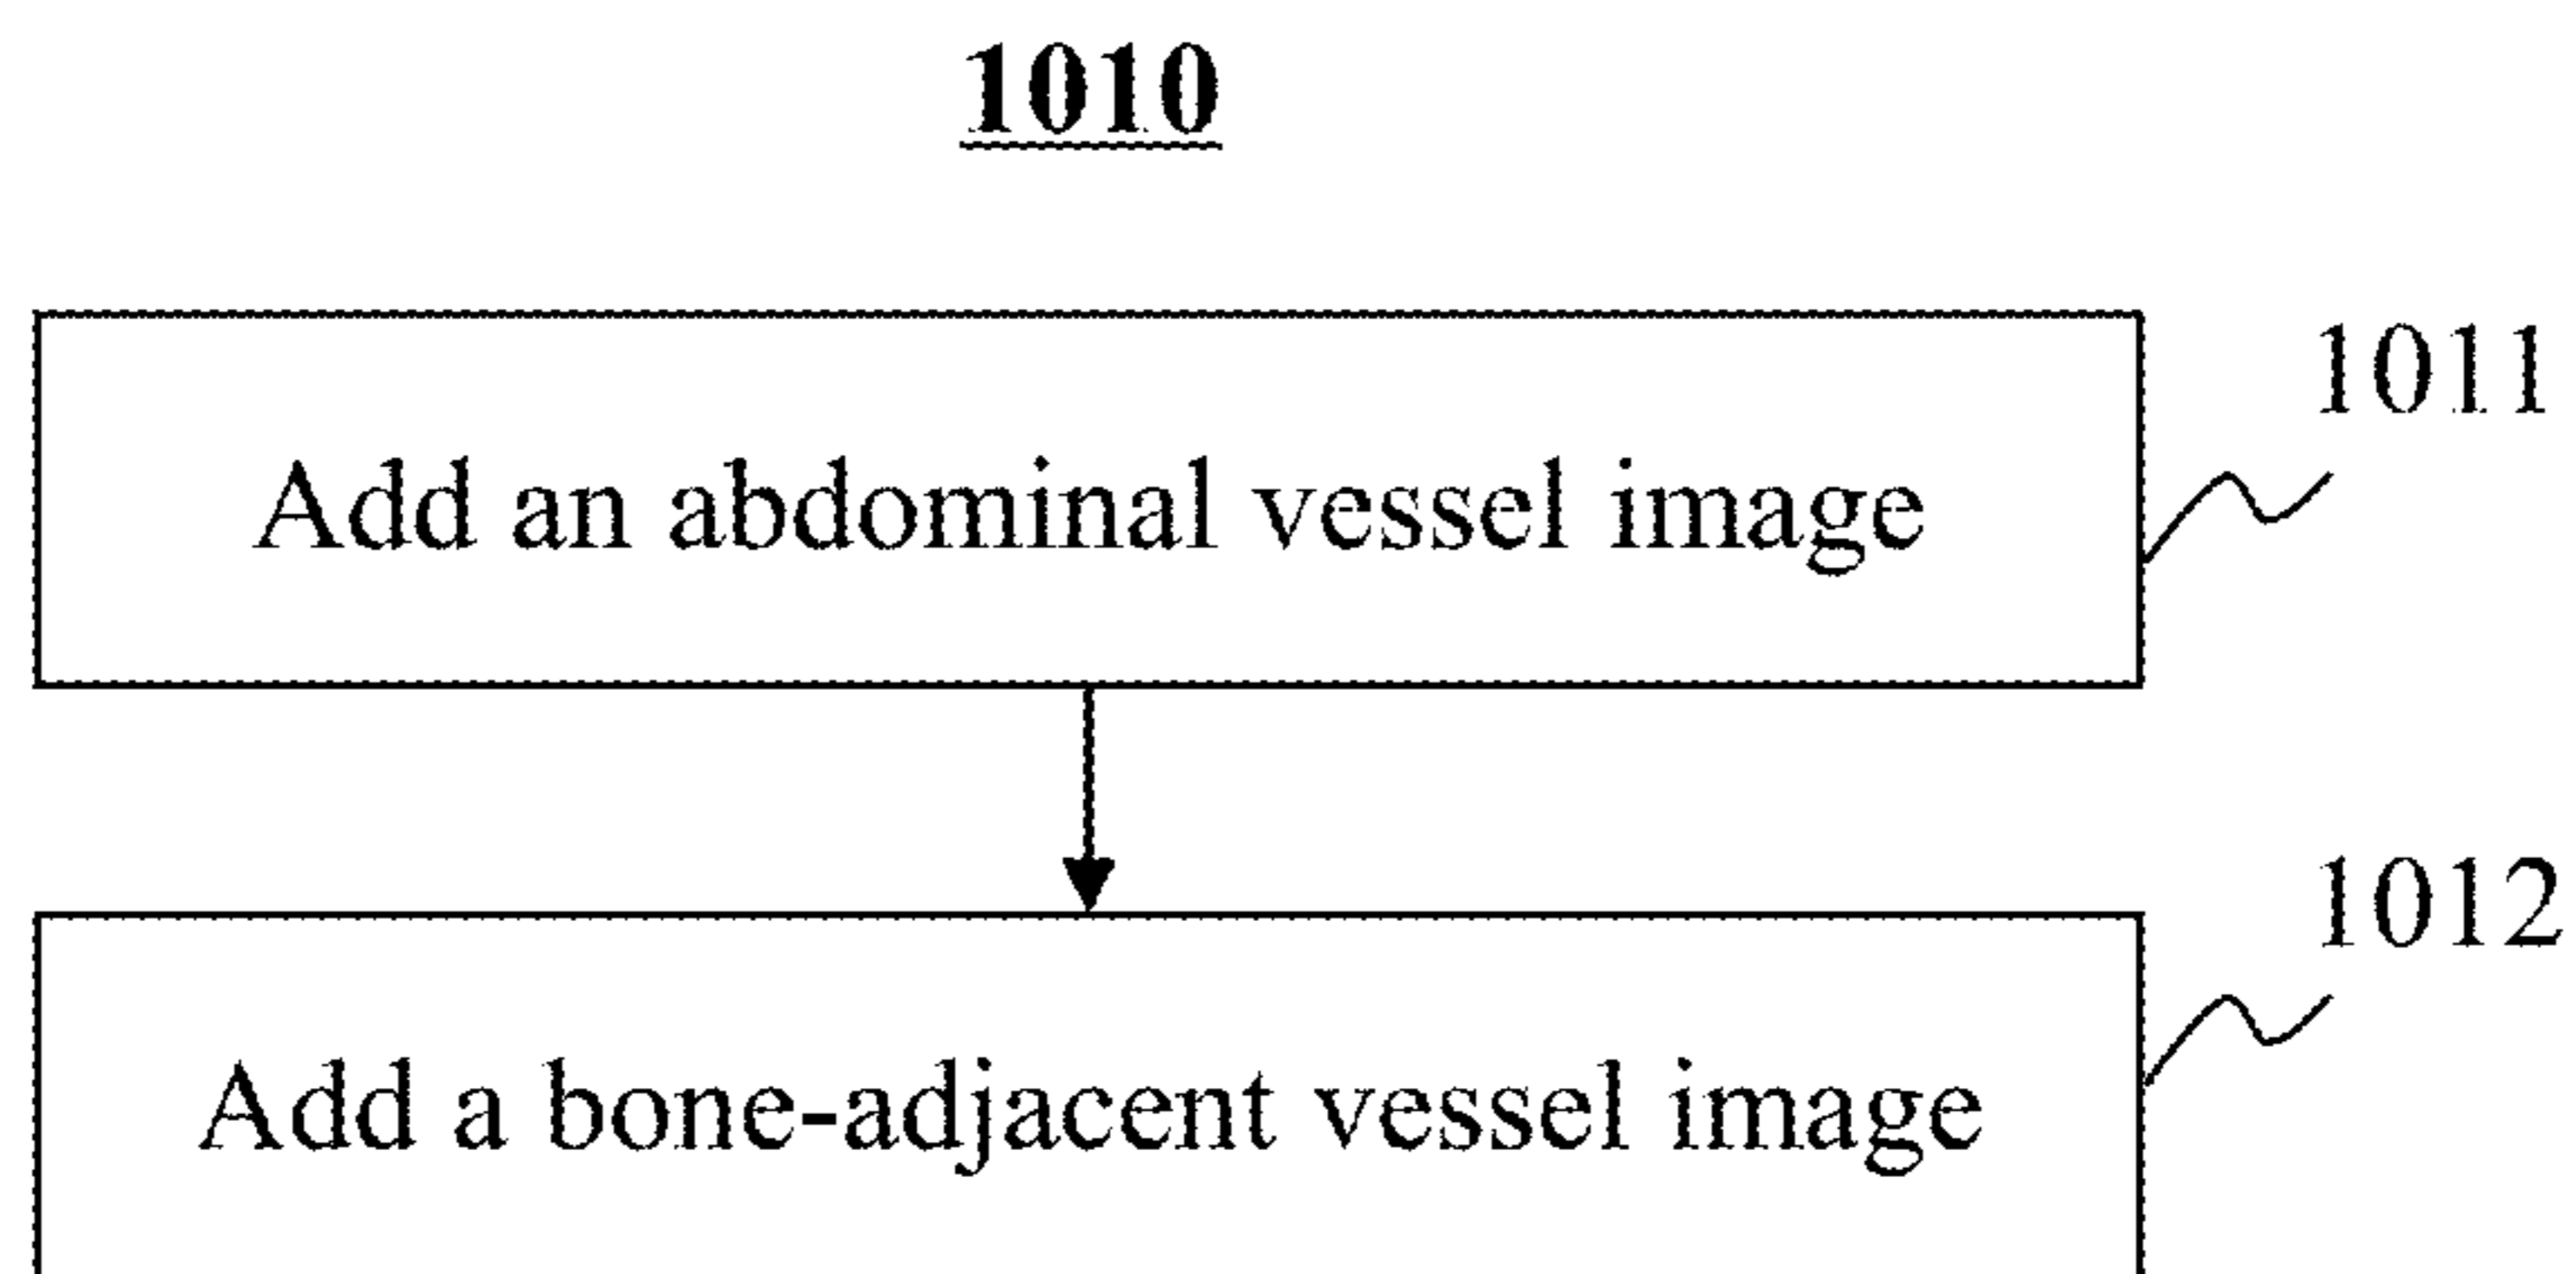 1010
1011
Add an abdominal vessel image
1012
Add a bone-adjacent vessel image